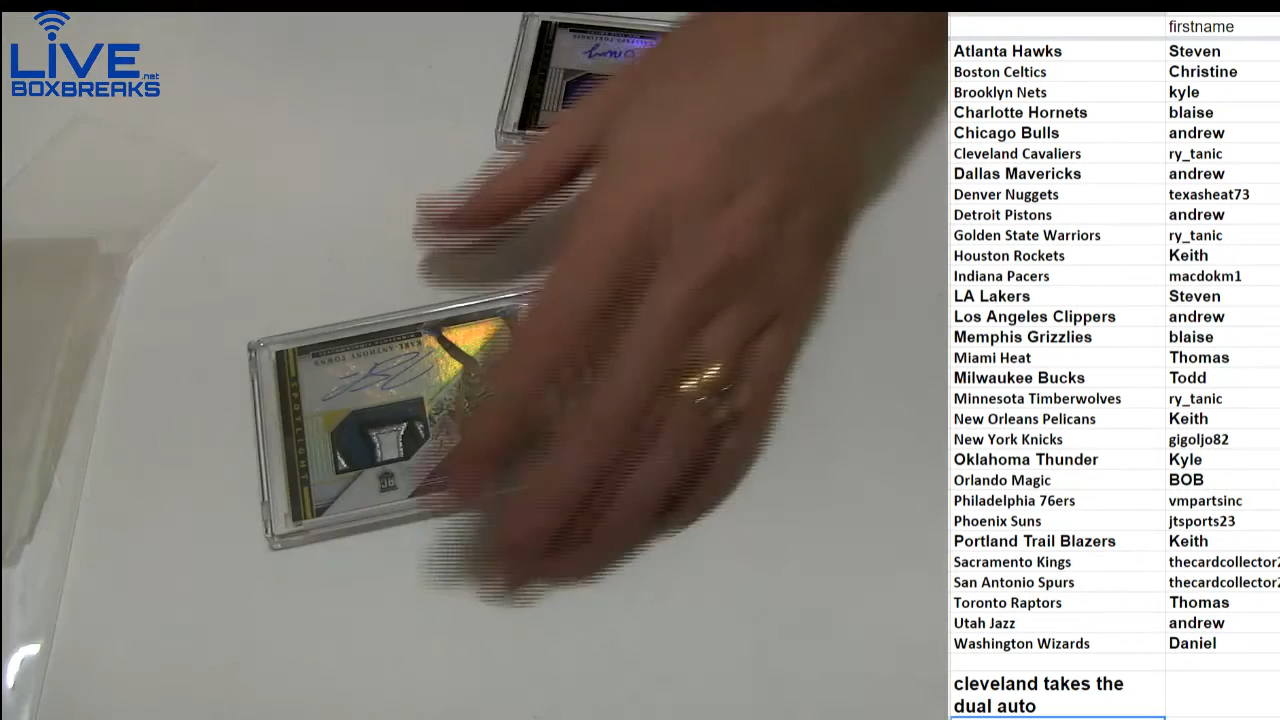 LIVE
.net
BOXBREAKS
firstname
Atlanta Hawks Steven
Boston Celtics Christine
Brooklyn Nets kyle
Charlotte Hornets blaise
Chicago Bulls andrew
Cleveland Cavaliers ry_tanic
Dallas Mavericks andrew
Denver Nuggets texasheat73
Detroit Pistons andrew
Golden State Warriors ry_tanic
Houston Rockets Keith
Indiana Pacers macdokm1
LA Lakers Steven
Los Angeles Clippers andrew
Memphis Grizzlies blaise
Miami Heat Thomas
Milwaukee Bucks Todd
Minnesota Timberwolves ry_tanic
New Orleans Pelicans Keith
New York Knicks gigoljo82
Oklahoma Thunder Kyle
Orlando Magic BOB
Philadelphia 76ers vmpartsinc
Phoenix Suns jtsports23
Portland Trail Blazers Keith
Sacramento Kings thecardcollector2
San Antonio Spurs thecardcollector2
Toronto Raptors Thomas
Utah Jazz andrew
Washington Wizards Daniel
cleveland takes the
dual auto
KARL-ANTHONY TOWNS
SPOTLIGHT